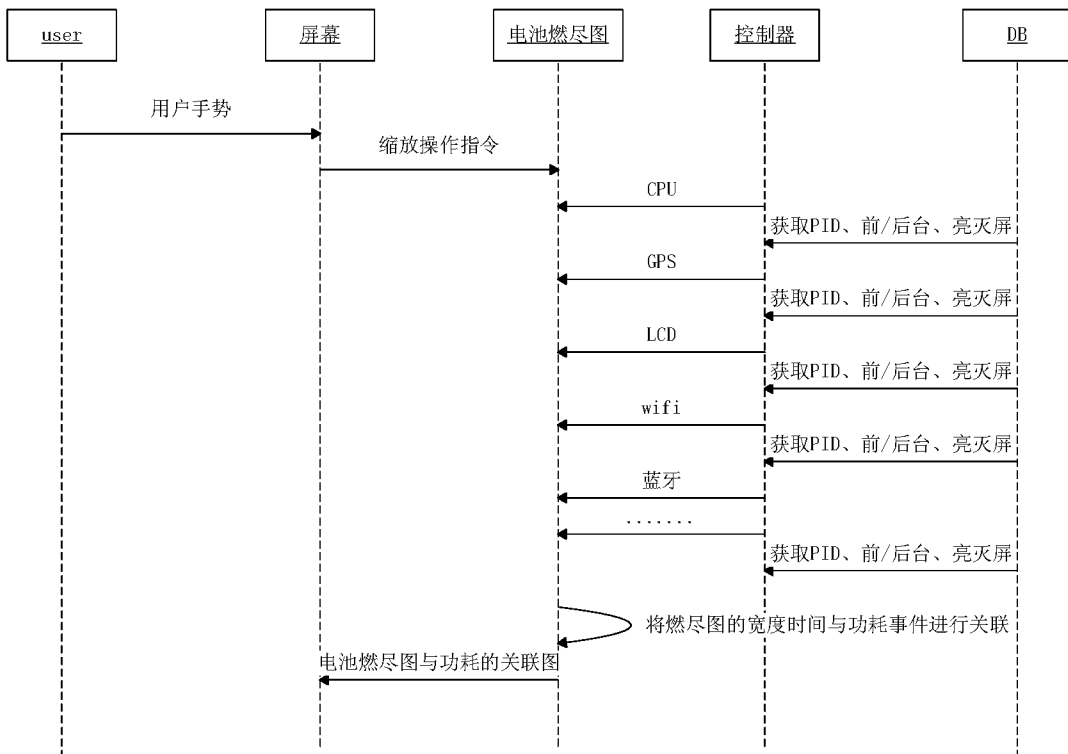 user
屏幕
电池燃尽图
控制器
DB
用户手势
缩放操作指令
CPU
获取PID、前/后台、亮灭屏
GPS
获取PID、前/后台、亮灭屏
LCD
获取PID、前/后台、亮灭屏
wifi
获取PID、前/后台、亮灭屏
蓝牙
.......
获取PID、前/后台、亮灭屏
将燃尽图的宽度时间与功耗事件进行关联
电池燃尽图与功耗的关联图